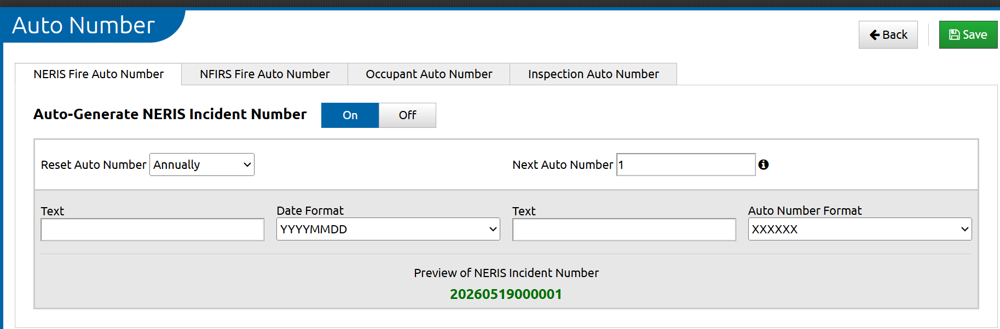 Auto Number
Back
Save
NERIS Fire Auto Number
NFIRS Fire Auto Number
Occupant Auto Number
Inspection Auto Number
Auto-Generate NERIS Incident Number
On
Off
Reset Auto Number
Annually
Next Auto Number
1
Text
Date Format
Text
Auto Number Format
YYYYMMDD
XXXXXX
Preview of NERIS Incident Number
20260519000001